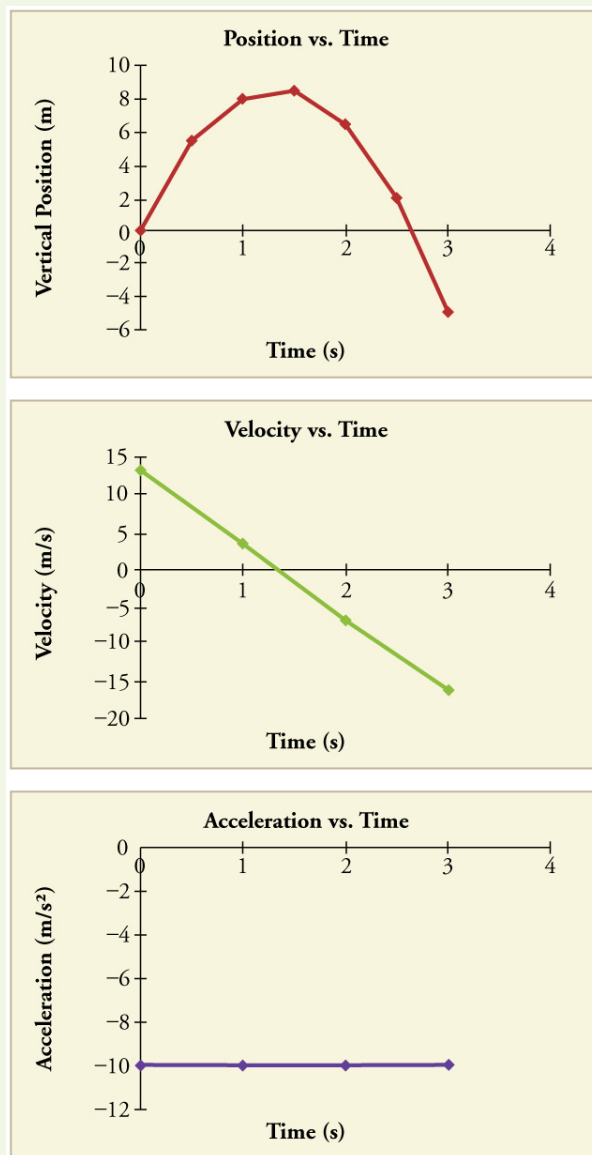 Position vs. Time
Vertical Position (m)
10
8
6
4
2
0
−2
−4
−6
0 1 2 3 4
Time (s)
Velocity vs. Time
Velocity (m/s)
15
10
5
0
−5
−10
−15
−20
0 1 2 3 4
Time (s)
Acceleration vs. Time
Acceleration (m/s²)
0
−2
−4
−6
−8
−10
−12
0 1 2 3 4
Time (s)